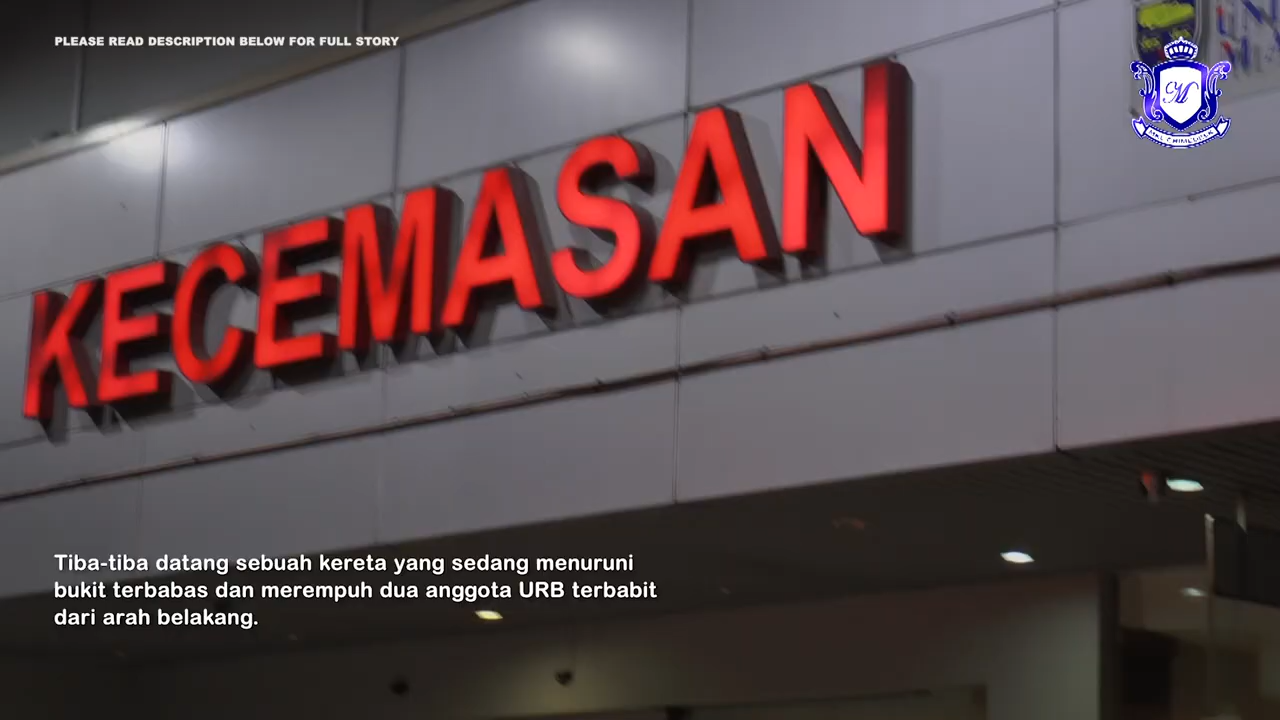 PLEASE READ DESCRIPTION BELOW FOR FULL STORY
KECEMASAN
Tiba-tiba datang sebuah kereta yang sedang menuruni
bukit terbabas dan merempuh dua anggota URB terbabit
dari arah belakang.